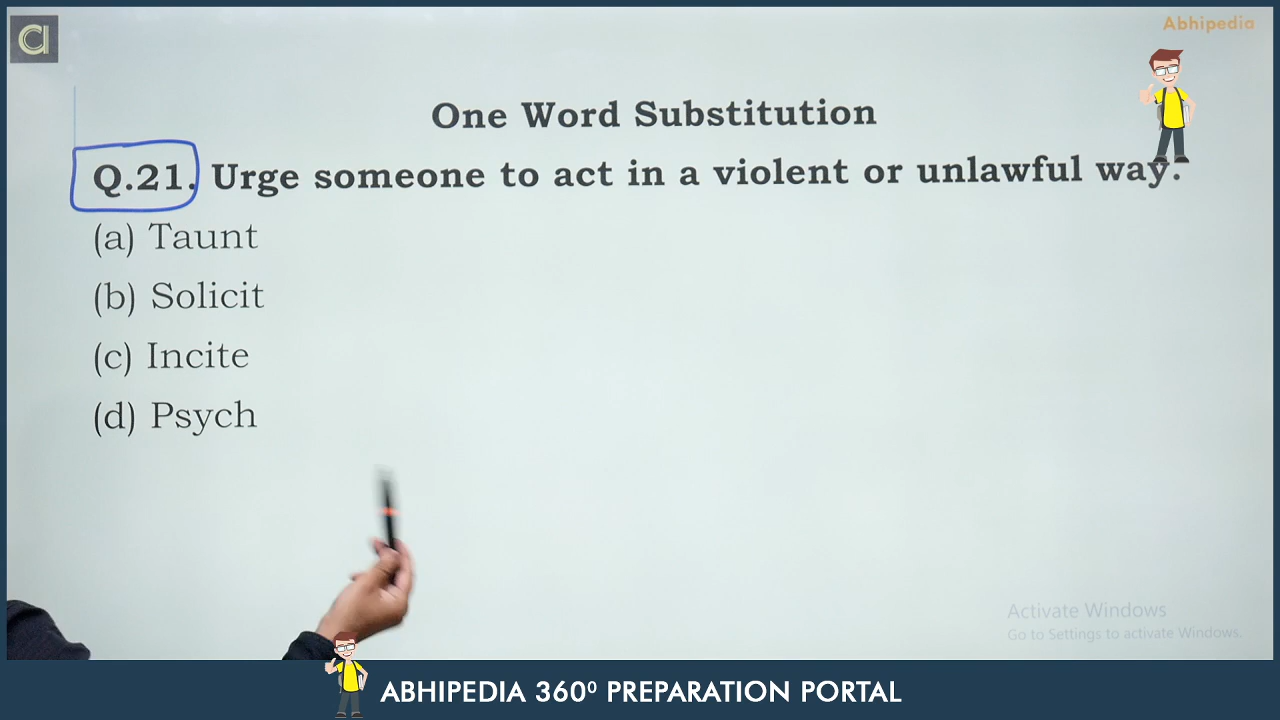 Abhipedia
One Word Substitution
Q.21. Urge someone to act in a violent or unlawful way.
(a) Taunt
(b) Solicit
(c) Incite
(d) Psych
Activate Windows
Go to Settings to activate Windows.
ABHIPEDIA 360⁰ PREPARATION PORTAL